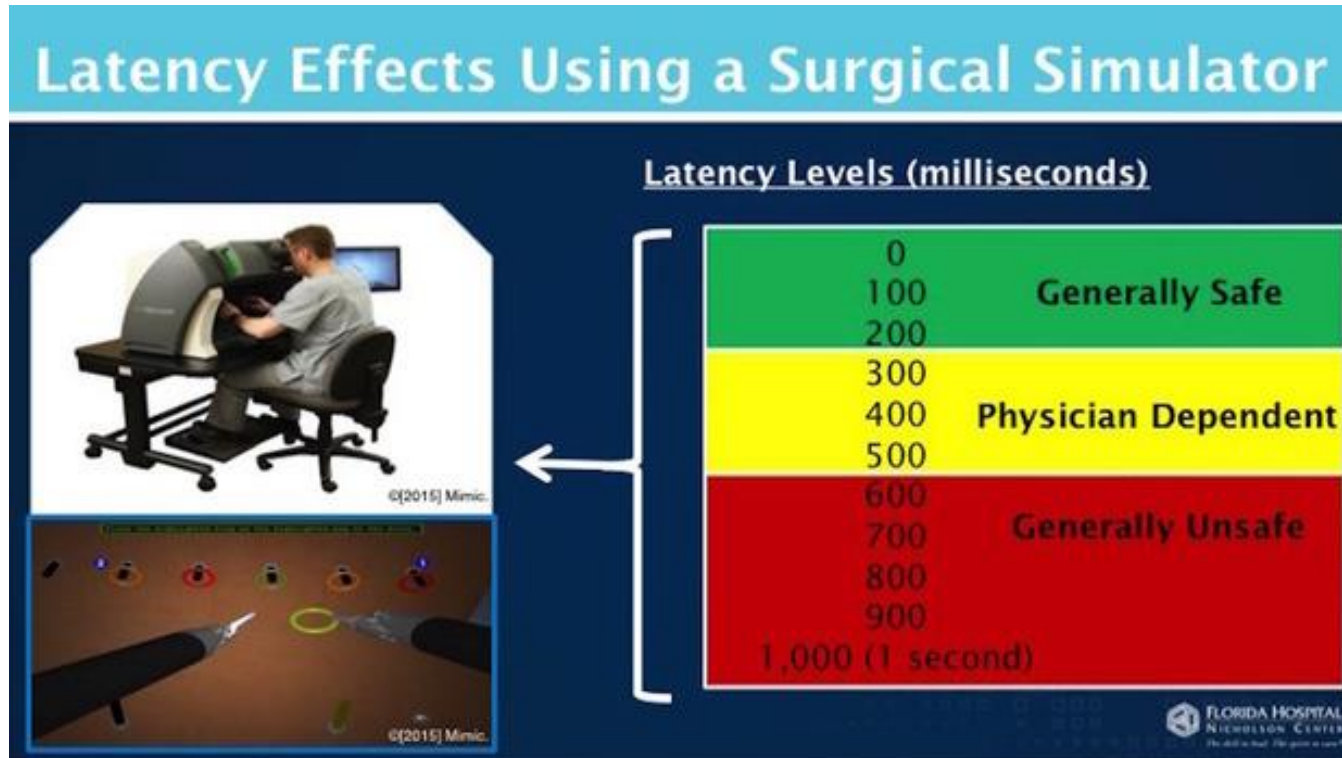 Latency Effects Using a Surgical Simulator
Latency Levels (milliseconds)
0
100 Generally Safe
200
300
400 Physician Dependent
500
600
700 Generally Unsafe
800
900
1,000 (1 second)
©[2015] Mimic.
©[2015] Mimic.
FLORIDA HOSPITAL
NICHOLSON CENTER